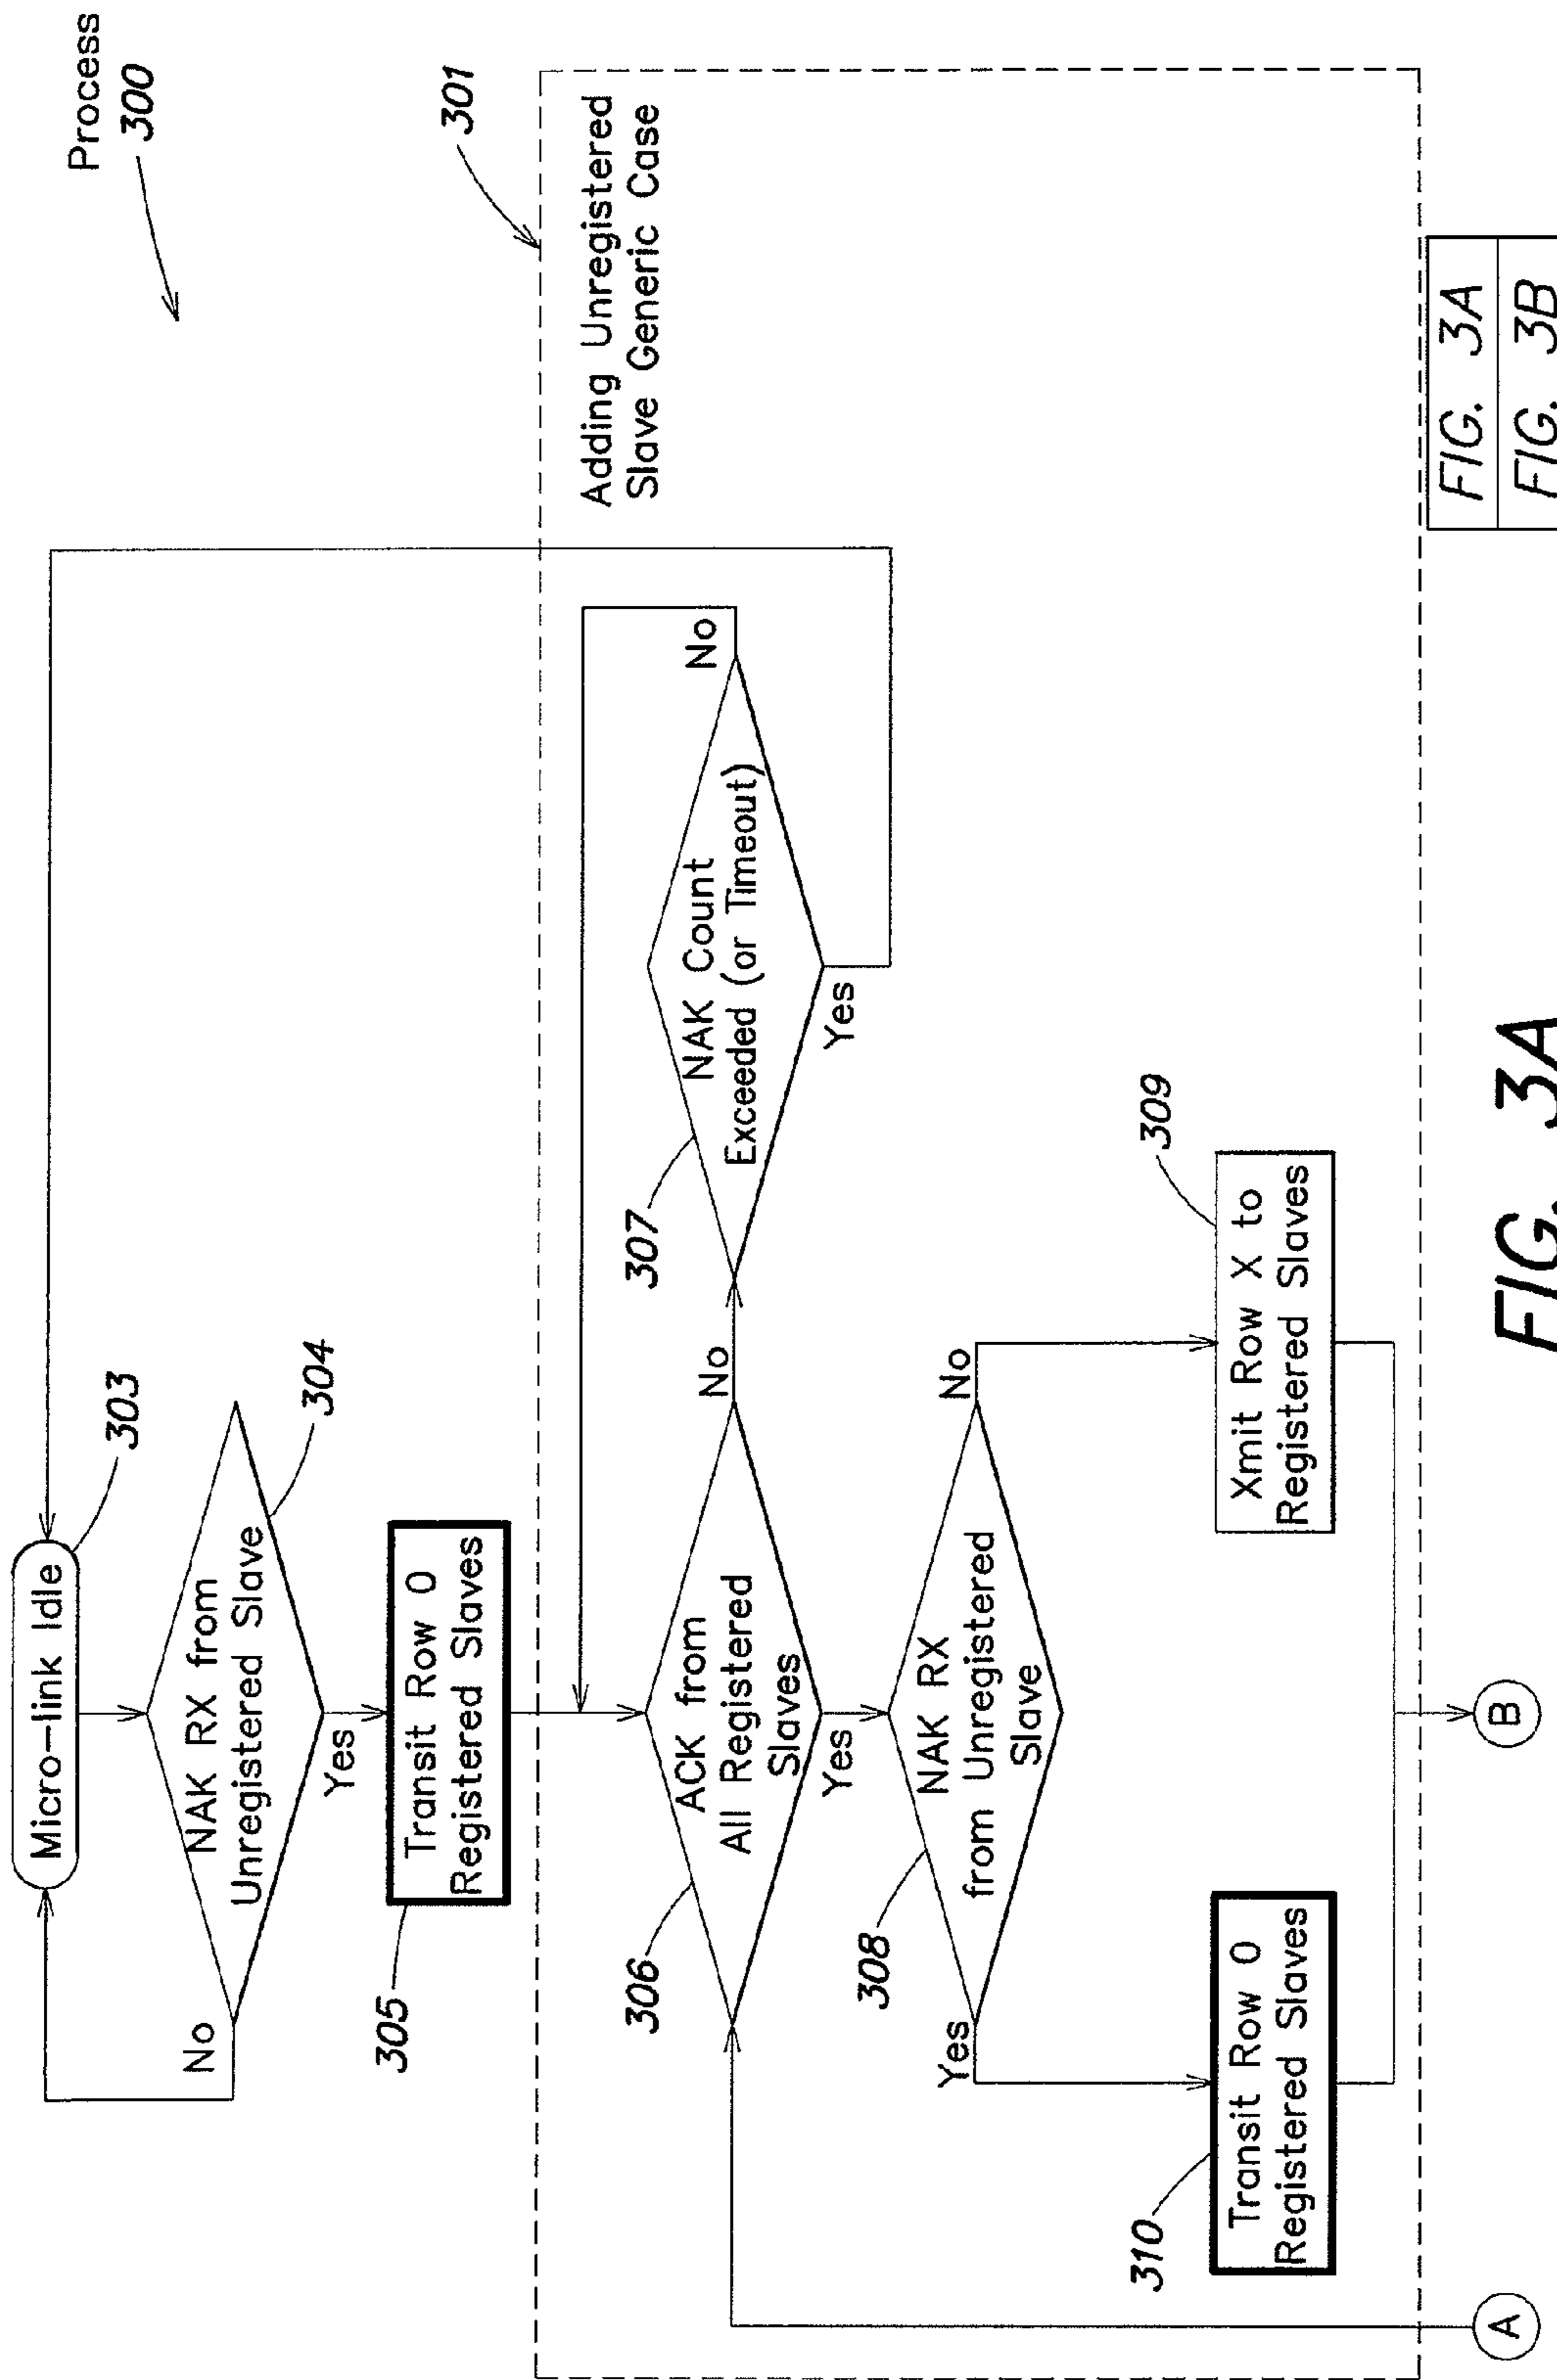 Process
300
Micro-link Idle
303
NAK RX from
Unregistered Slave
304
No
Yes
Transit Row 0
Registered Slaves
305
301
Adding Unregistered
Slave Generic Case
ACK from
All Registered
Slaves
306
No
Yes
NAK Count
Exceeded (or Timeout)
307
No
Yes
NAK RX
from Unregistered
Slave
308
Yes
No
Transit Row 0
Registered Slaves
310
Xmit Row X to
Registered Slaves
309
A
B
FIG. 3A
FIG. 3A
FIG. 3B